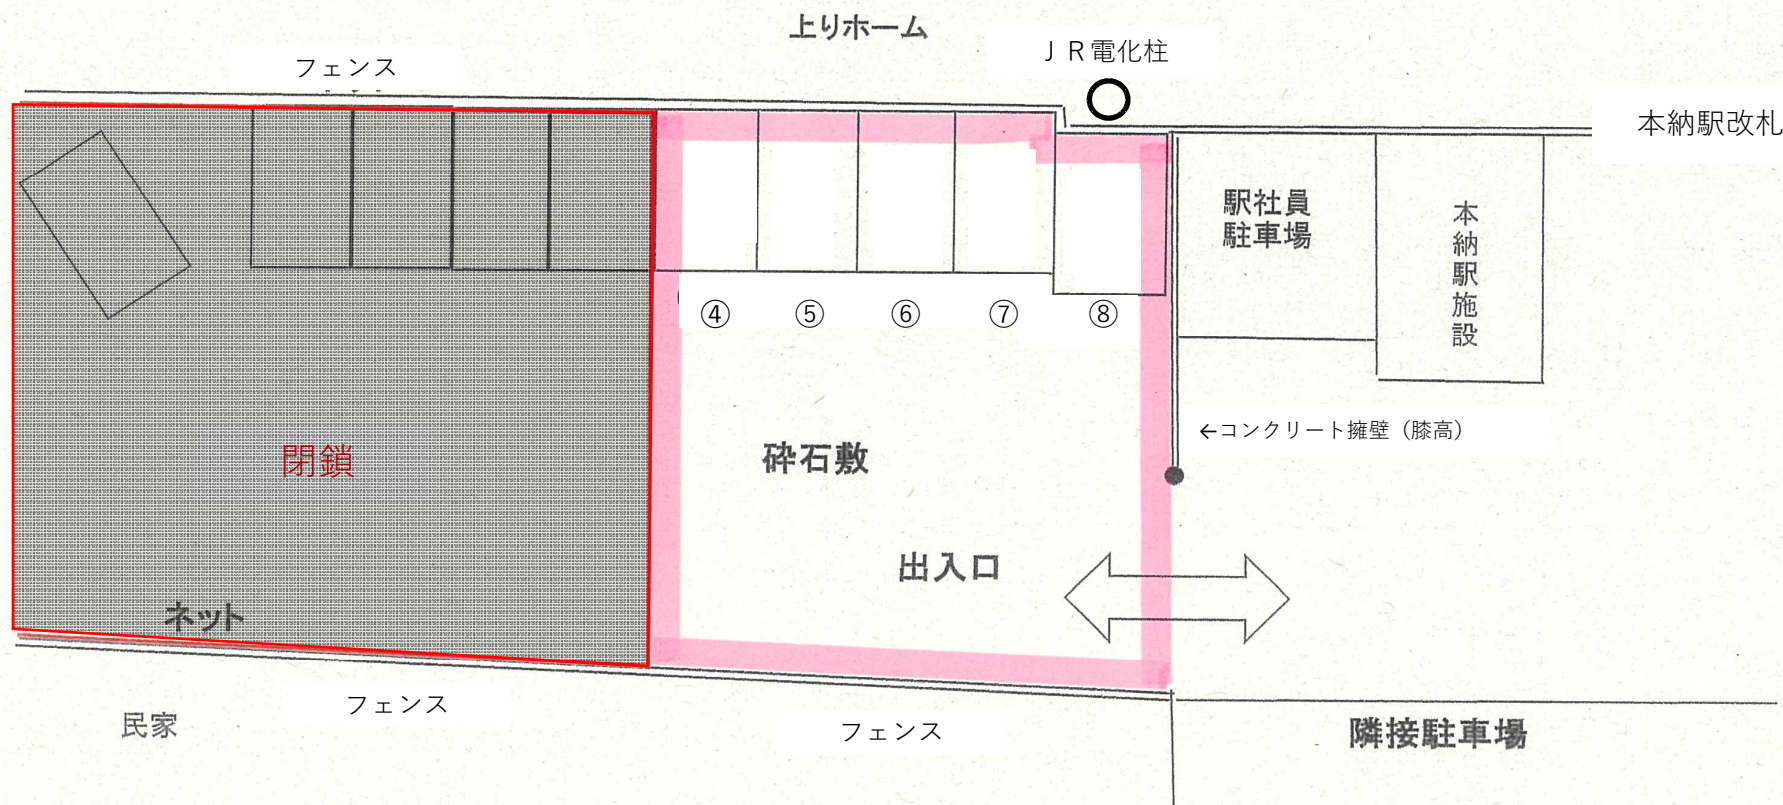 上りホーム
フェンス
ＪＲ電化柱
本納駅改札
駅社員
駐車場
本納駅施設
④ ⑤ ⑥ ⑦ ⑧
←コンクリート擁壁（膝高）
閉鎖
砕石敷
出入口
ネット
フェンス
民家
フェンス
隣接駐車場